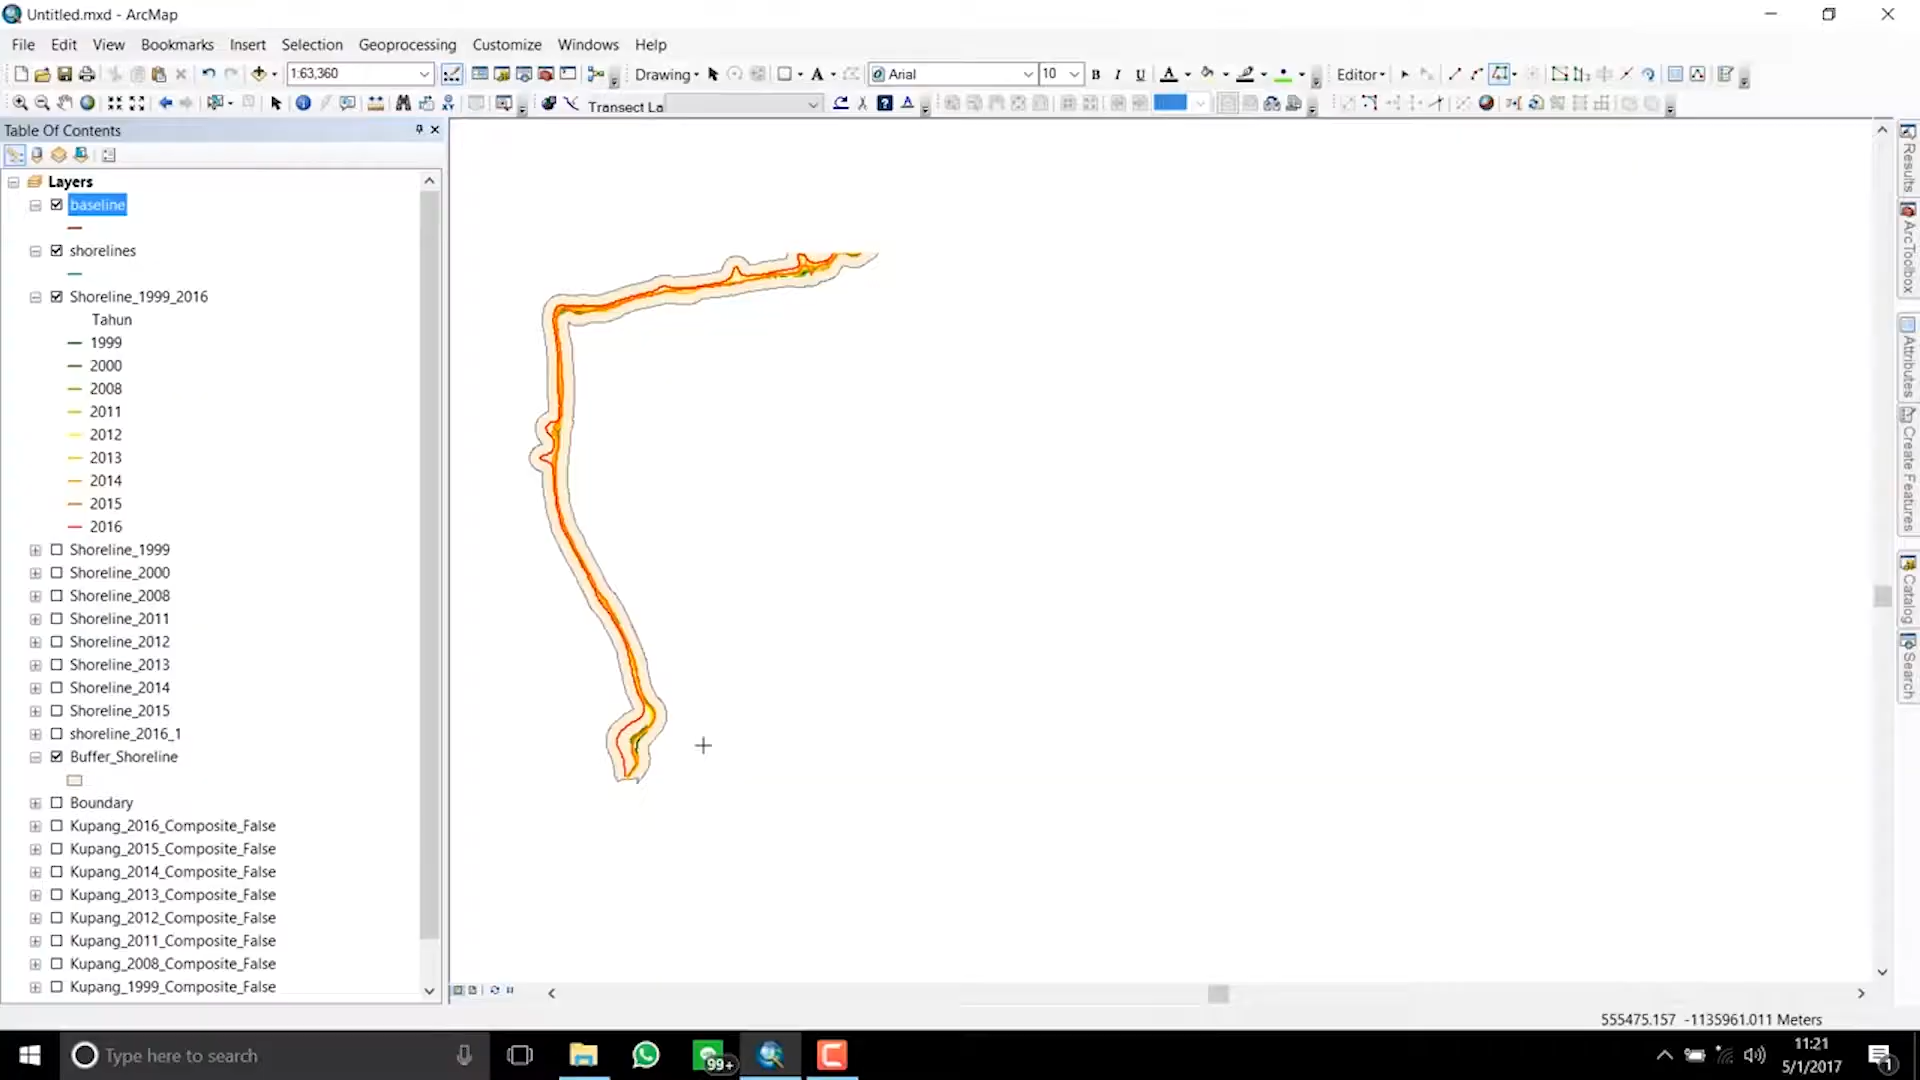 Untitled.mxd - ArcMap
File Edit View Bookmarks Insert Selection Geoprocessing Customize Windows Help
1:63,360 Drawing A Arial 10 B I U A Editor
Transect La
Table Of Contents
Layers
baseline
shorelines
Shoreline_1999_2016
Tahun
1999
2000
2008
2011
2012
2013
2014
2015
2016
Shoreline_1999
Shoreline_2000
Shoreline_2008
Shoreline_2011
Shoreline_2012
Shoreline_2013
Shoreline_2014
Shoreline_2015
shoreline_2016_1
Buffer_Shoreline
Boundary
Kupang_2016_Composite_False
Kupang_2015_Composite_False
Kupang_2014_Composite_False
Kupang_2013_Composite_False
Kupang_2012_Composite_False
Kupang_2011_Composite_False
Kupang_2008_Composite_False
Kupang_1999_Composite_False
Results
ArcToolbox
Attributes
Create Features
Catalog
Search
555475.157 -1135961.011 Meters
Type here to search
99+
11:21
5/1/2017
1